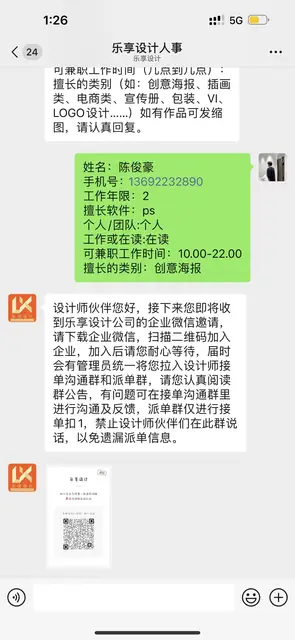 1:26
5G
24
乐享设计人事
乐享设计
可兼职工作时间（几点到几点）：
擅长的类别（如：创意海报、插画
类、电商类、宣传册、包装、VI、
LOGO设计......）如有作品可发缩
图，请认真回复。
姓名：陈俊豪
手机号：13692232890
工作年限：2
擅长软件：ps
个人/团队:个人
工作或在读:在读
可兼职工作时间：10.00-22.00
擅长的类别：创意海报
设计师伙伴您好，接下来您即将收
到乐享设计公司的企业微信邀请，
请下载企业微信，扫描二维码加入
企业，加入后请您耐心等待，届时
会有管理员统一将您拉入设计师接
单沟通群和派单群，请您认真阅读
群公告，有问题可在接单沟通群里
进行沟通及反馈，派单群仅进行接
单扣1，禁止设计师伙伴们在此群说
话，以免遗漏派单信息。
乐享设计